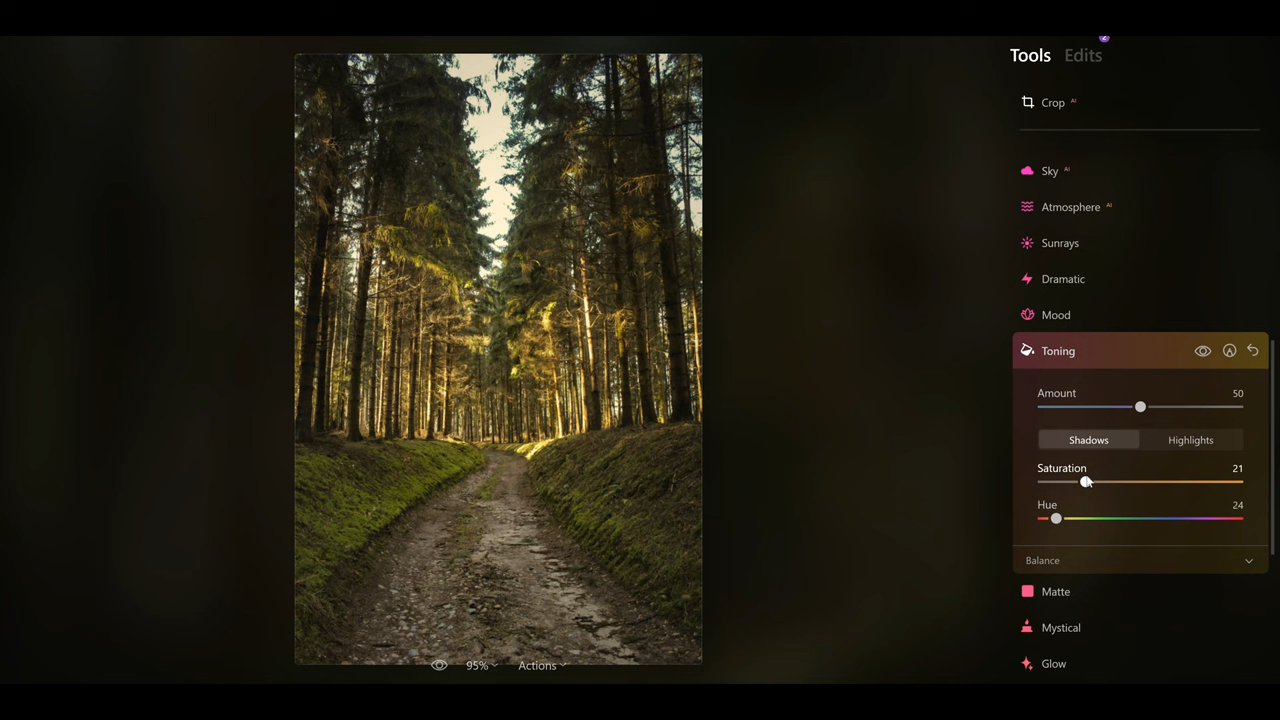 2
Tools Edits
Crop AI
Sky AI
Atmosphere AI
Sunrays
Dramatic
Mood
Toning
Amount 50
Shadows Highlights
Saturation 21
Hue 24
Balance
Matte
Mystical
Glow
95% Actions